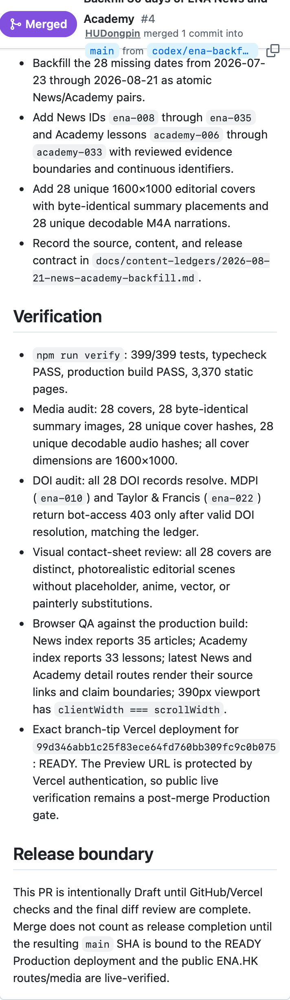 Backfill 30 days of ENA News and
Academy #4
Merged
HUDongpin merged 1 commit into
main from codex/ena-backf…
Backfill the 28 missing dates from 2026-07-
23 through 2026-08-21 as atomic
News/Academy pairs.
Add News IDs ena-008 through ena-035
and Academy lessons academy-006 through
academy-033 with reviewed evidence
boundaries and continuous identifiers.
Add 28 unique 1600×1000 editorial covers
with byte-identical summary placements and
28 unique decodable M4A narrations.
Record the source, content, and release
contract in docs/content-ledgers/2026-08-
21-news-academy-backfill.md.
Verification
npm run verify: 399/399 tests, typecheck
PASS, production build PASS, 3,370 static
pages.
Media audit: 28 covers, 28 byte-identical
summary images, 28 unique cover hashes, 28
unique decodable audio hashes; all cover
dimensions are 1600×1000.
DOI audit: all 28 DOI records resolve. MDPI
(ena-010) and Taylor & Francis (ena-022)
return bot-access 403 only after valid DOI
resolution, matching the ledger.
Visual contact-sheet review: all 28 covers are
distinct, photorealistic editorial scenes
without placeholder, anime, vector, or
painterly substitutions.
Browser QA against the production build:
News index reports 35 articles; Academy
index reports 33 lessons; latest News and
Academy detail routes render their source
links and claim boundaries; 390px viewport
has clientWidth === scrollWidth.
Exact branch-tip Vercel deployment for
99d346abb1c25f83ece64fd760bb309fc9c0b075
: READY. The Preview URL is protected by
Vercel authentication, so public live
verification remains a post-merge Production
gate.
Release boundary
This PR is intentionally Draft until GitHub/Vercel
checks and the final diff review are complete.
Merge does not count as release completion until
the resulting main SHA is bound to the READY
Production deployment and the public ENA.HK
routes/media are live-verified.